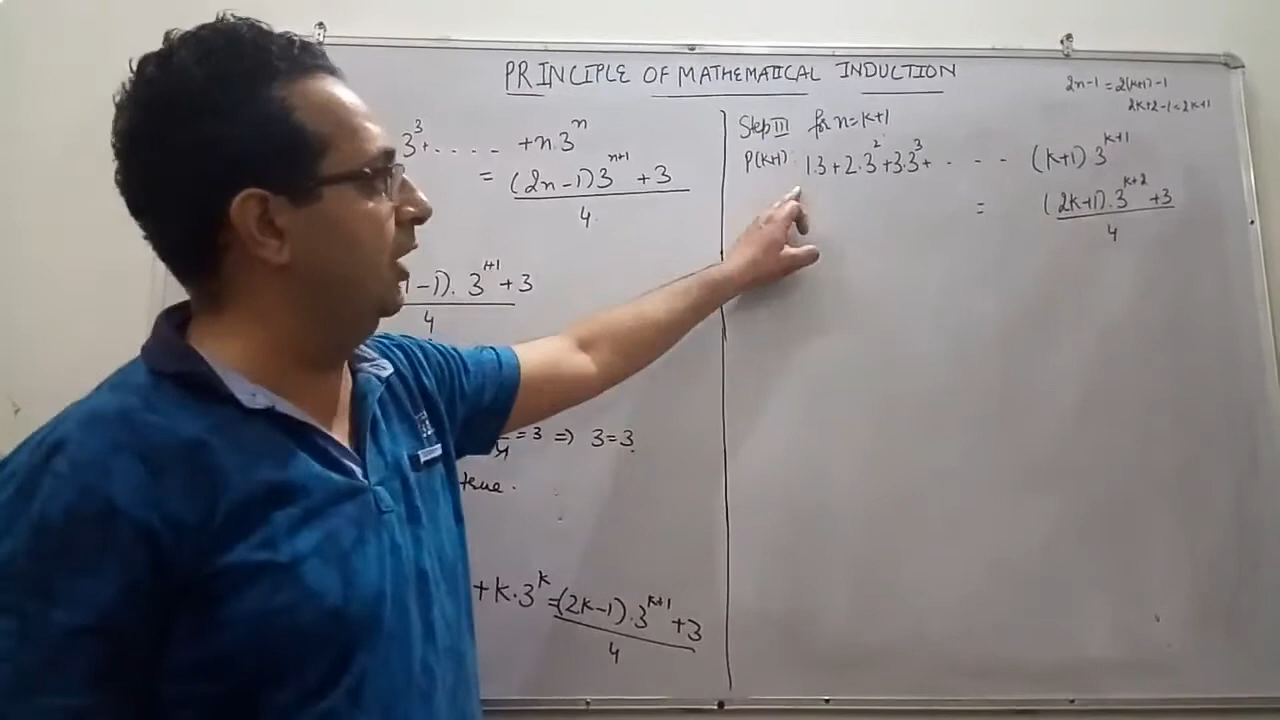 PRINCIPLE OF MATHEMATICAL INDUCTION
2n-1 = 2(k+1)-1
2k+2-1 = 2k+1
3³+ . . . . . +n.3ⁿ
= (2n-1)3ⁿ⁺¹ + 3
4
-1). 3¹⁺¹ + 3
4
= 3 ⇒ 3 = 3
true.
+ k.3ᵏ = (2k-1).3ᵏ⁺¹ + 3
4
Step III for n = k+1
P(k+1): 1.3 + 2.3² + 3.3³ + . . . . (k+1) 3ᵏ⁺¹
= (2k+1).3ᵏ⁺² + 3
4